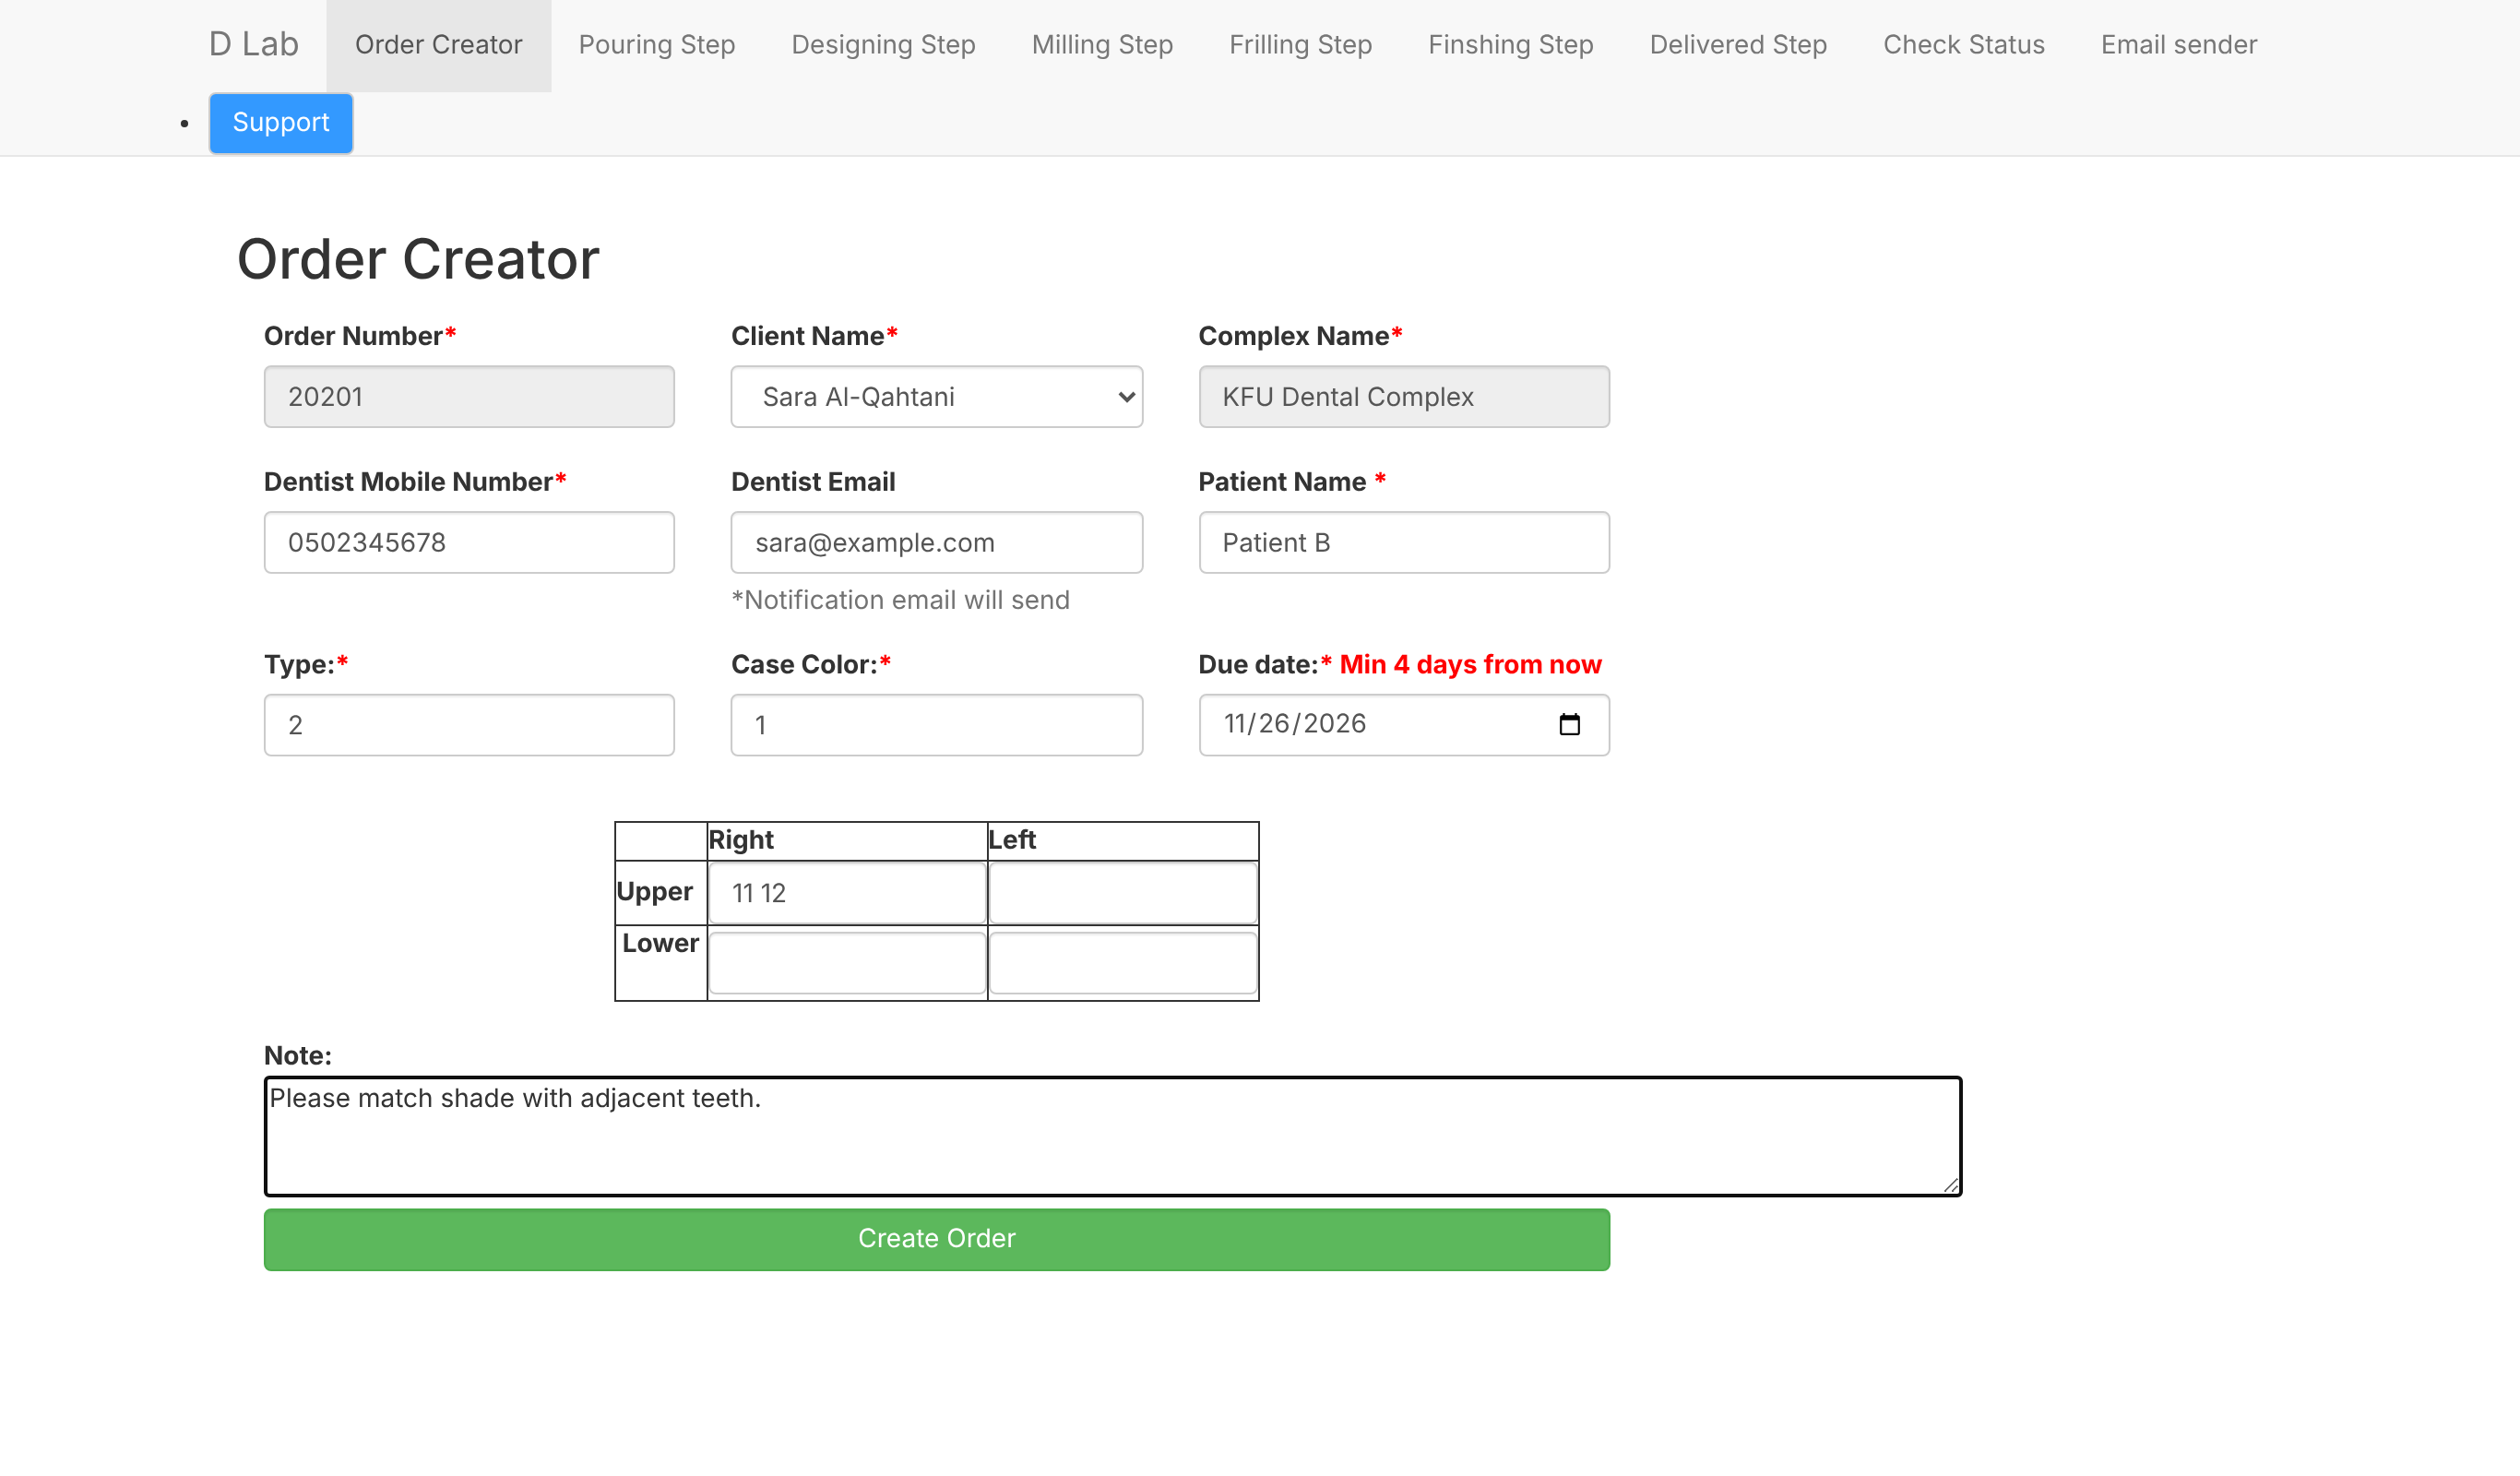 D Lab Order Creator Pouring Step Designing Step Milling Step Frilling Step Finshing Step Delivered Step Check Status Email sender
Support
Order Creator
Order Number* Client Name* Complex Name*
20201 Sara Al-Qahtani KFU Dental Complex
Dentist Mobile Number* Dentist Email Patient Name *
0502345678 sara@example.com Patient B
*Notification email will send
Type:* Case Color:* Due date:* Min 4 days from now
2 1 11/26/2026
Right Left
Upper 11 12
Lower
Note:
Please match shade with adjacent teeth.
Create Order